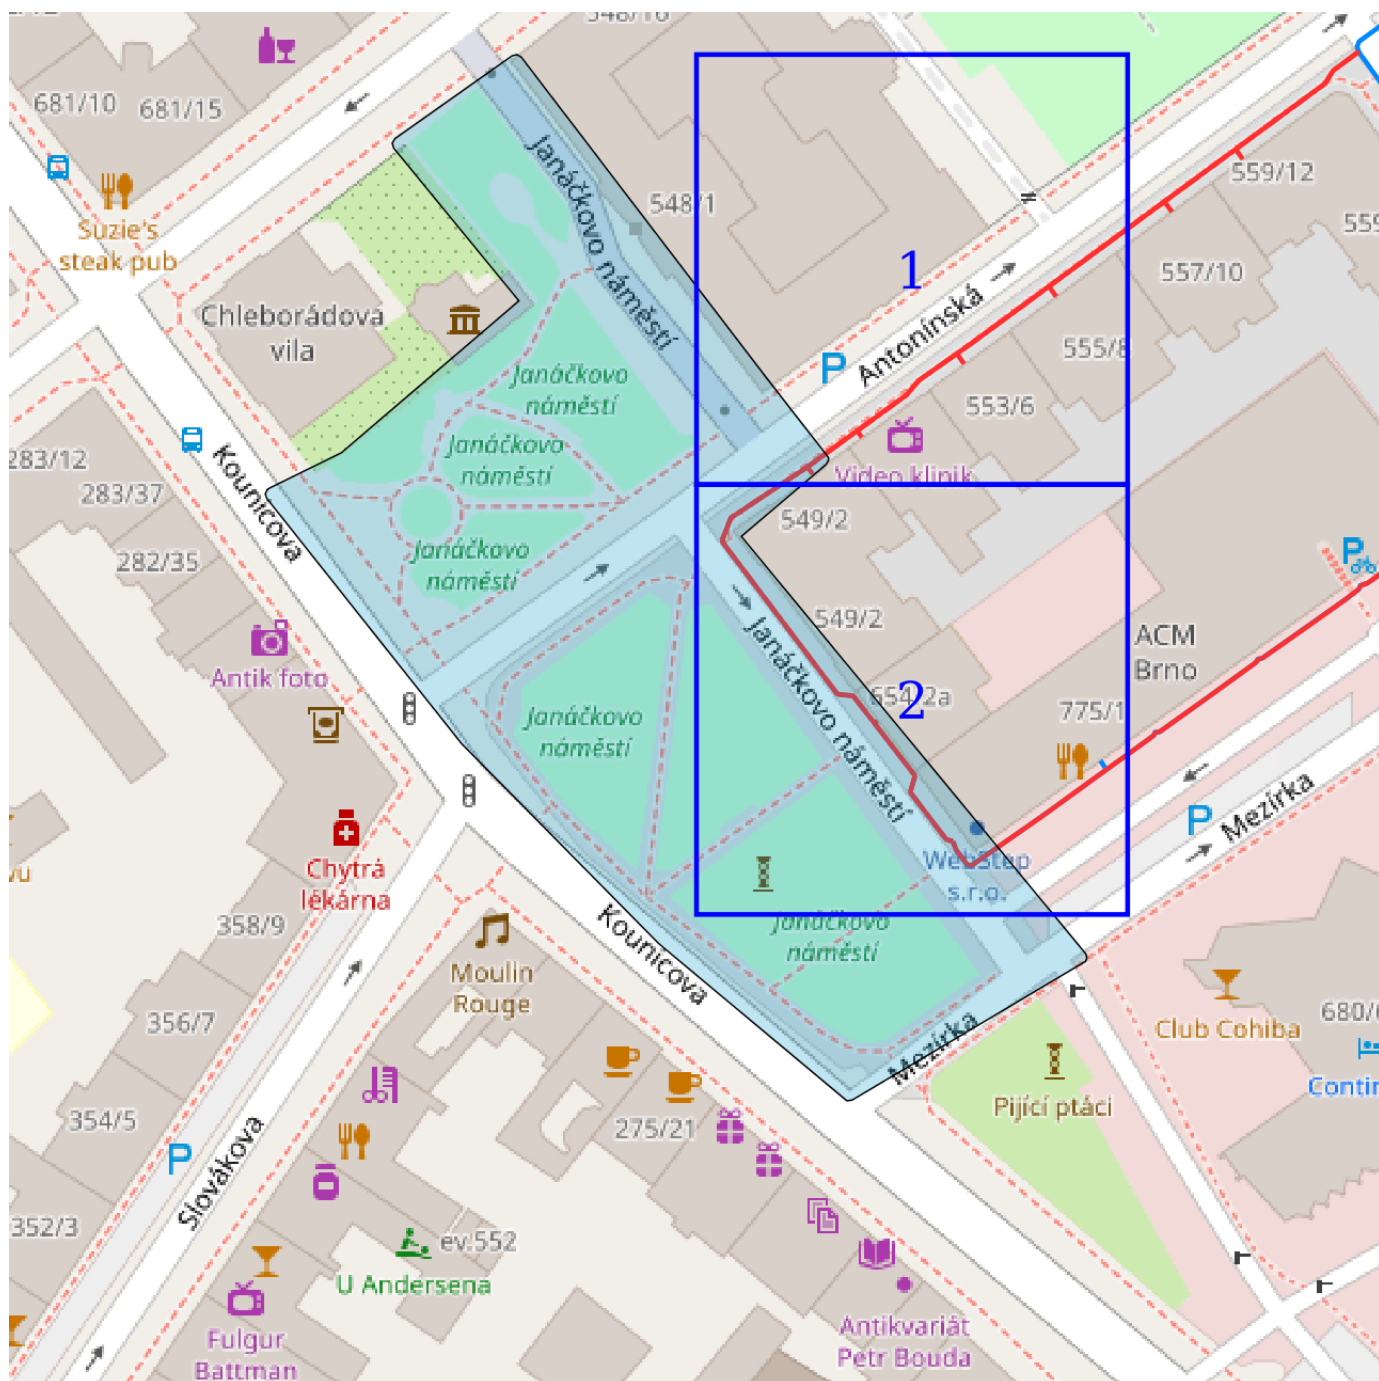 681/10
681/15
Suzie's
steak pub
Chleborádova
vila
Janáčkovo náměstí
548/1
1
559/12
557/10
555/8
553/6
Antonínská
Video klinik
Janáčkovo
náměstí
Janáčkovo
náměstí
Janáčkovo
náměstí
283/12
283/37
282/35
Kounicova
549/2
549/2
654/2a
2
ACM
Brno
775/1
Antik foto
Janáčkovo
náměstí
Janáčkovo náměstí
Mezírka
WebStep
s.r.o.
Chytrá
lékárna
358/9
Kounicova
Janáčkovo
náměstí
Moulin
Rouge
356/7
Mezírka
Club Cohiba
Pijící ptáci
354/5
275/21
Slovákova
352/3
ev.552
U Andersena
Fulgur
Battman
Antikvariát
Petr Bouda